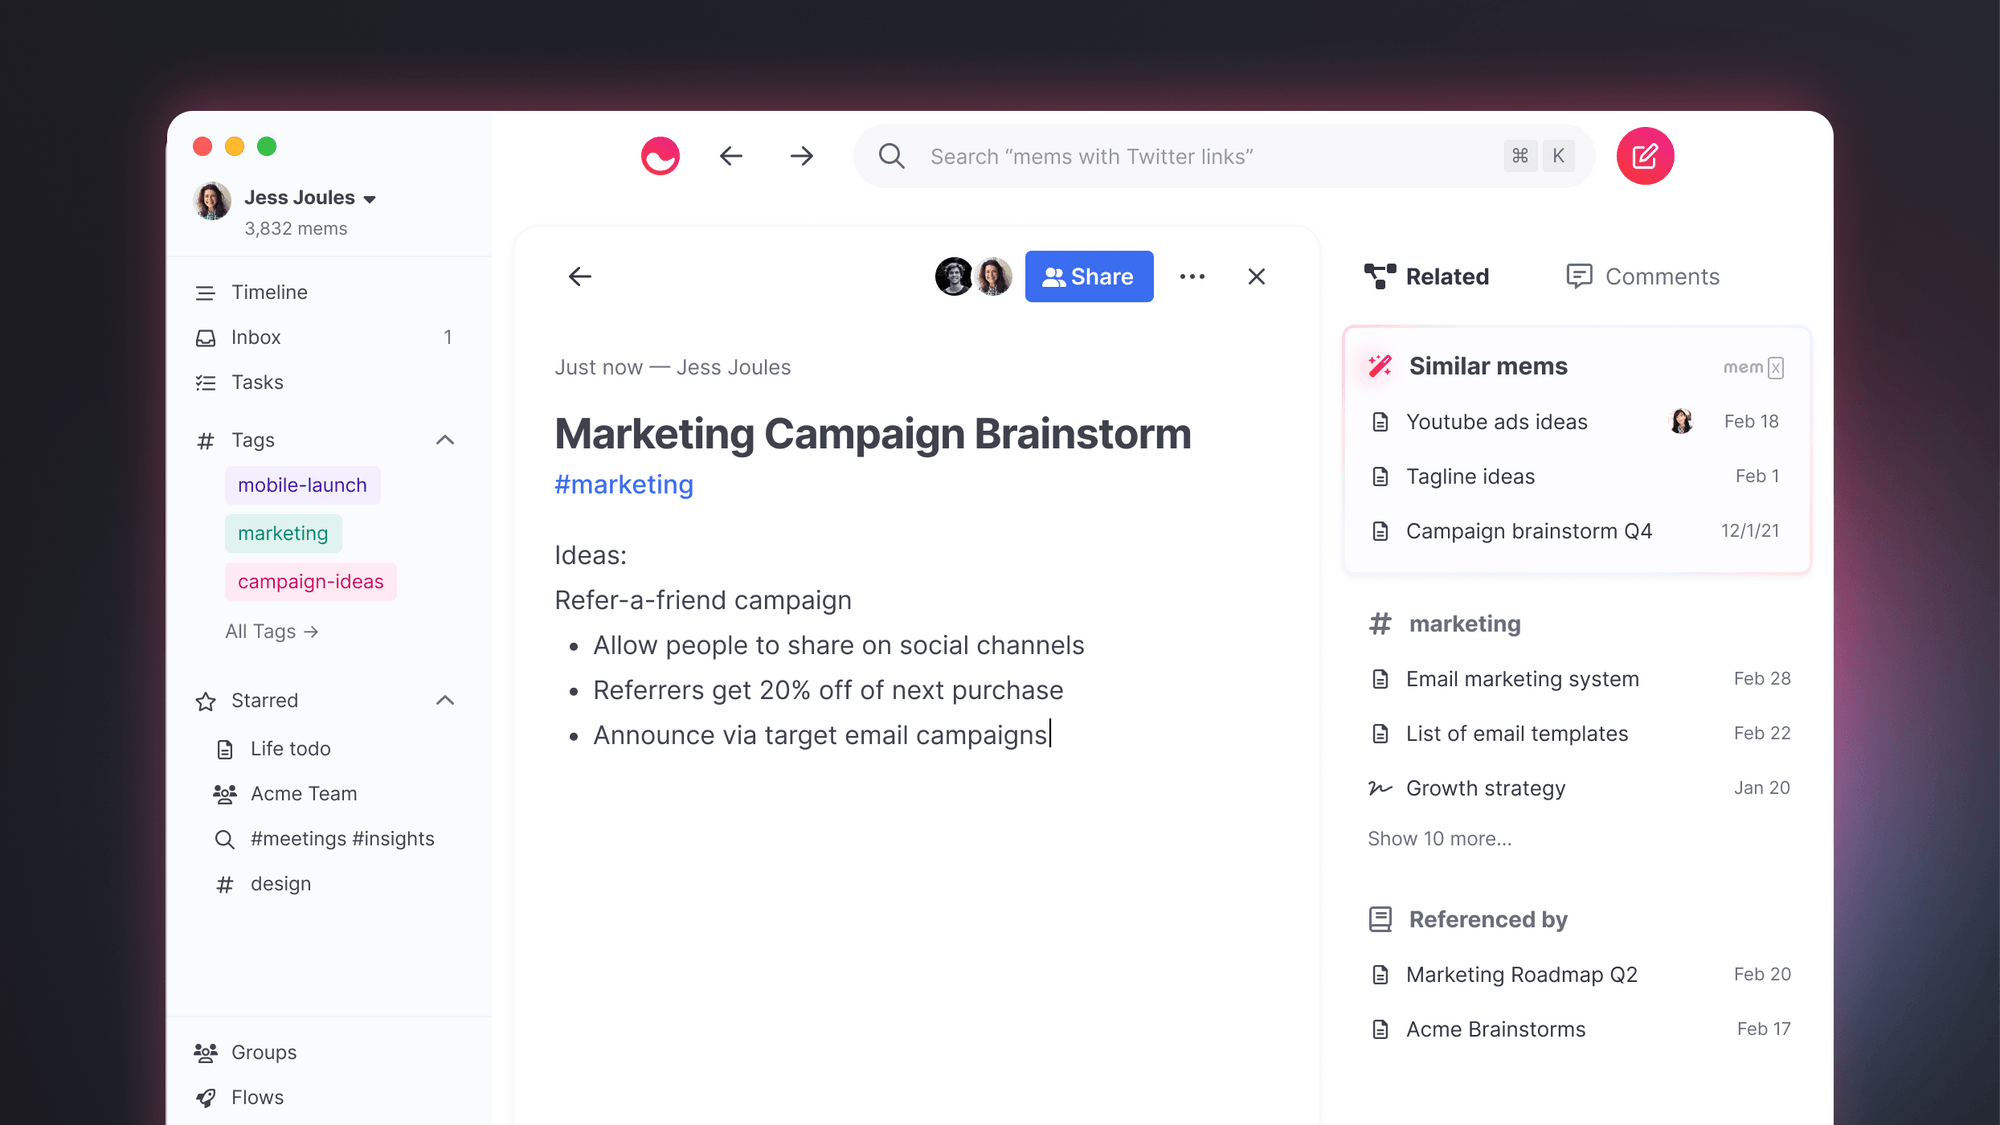 Jess Joules
3,832 mems
Timeline
Inbox 1
Tasks
# Tags
mobile-launch
marketing
campaign-ideas
All Tags →
Starred
Life todo
Acme Team
#meetings #insights
# design
Groups
Flows
Search “mems with Twitter links” ⌘ K
Share
Just now — Jess Joules
Marketing Campaign Brainstorm
#marketing
Ideas:
Refer-a-friend campaign
• Allow people to share on social channels
• Referrers get 20% off of next purchase
• Announce via target email campaigns
Related Comments
Similar mems mem x
Youtube ads ideas Feb 18
Tagline ideas Feb 1
Campaign brainstorm Q4 12/1/21
# marketing
Email marketing system Feb 28
List of email templates Feb 22
Growth strategy Jan 20
Show 10 more...
Referenced by
Marketing Roadmap Q2 Feb 20
Acme Brainstorms Feb 17